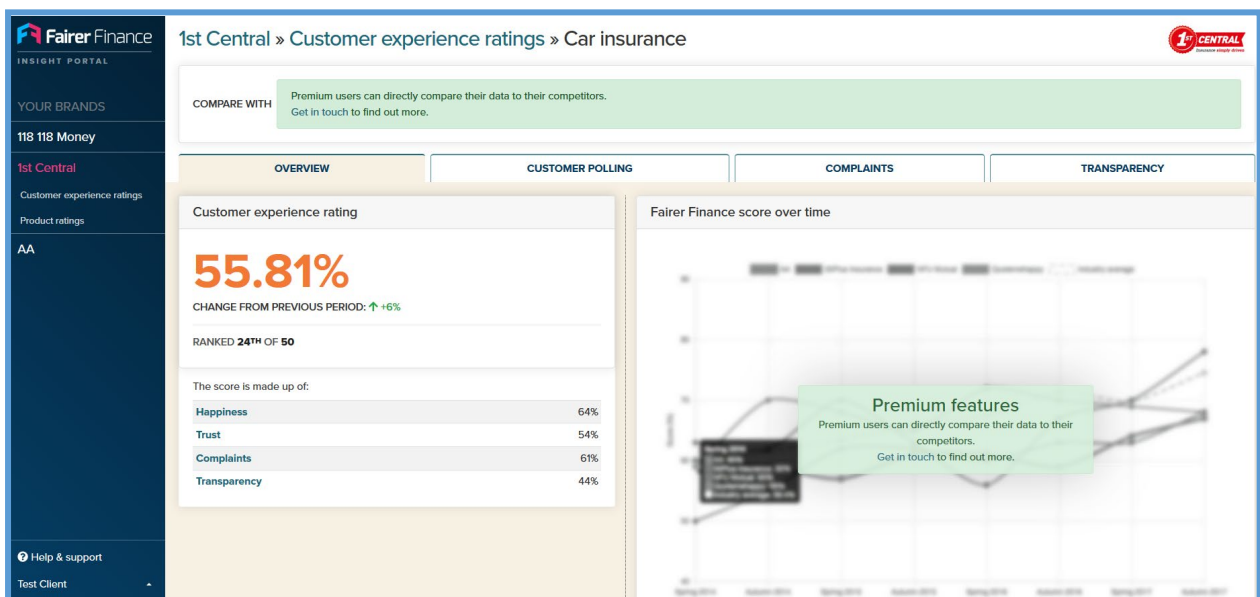 Fairer Finance
INSIGHT PORTAL
YOUR BRANDS
118 118 Money
1st Central
Customer experience ratings
Product ratings
AA
Help & support
Test Client
1st Central » Customer experience ratings » Car insurance
1ST CENTRAL
Insurance simply driven
COMPARE WITH
Premium users can directly compare their data to their competitors.
Get in touch to find out more.
OVERVIEW
CUSTOMER POLLING
COMPLAINTS
TRANSPARENCY
Customer experience rating
55.81%
CHANGE FROM PREVIOUS PERIOD: ↑ +6%
RANKED 24TH OF 50
The score is made up of:
Happiness 64%
Trust 54%
Complaints 61%
Transparency 44%
Fairer Finance score over time
Premium features
Premium users can directly compare their data to their
competitors.
Get in touch to find out more.